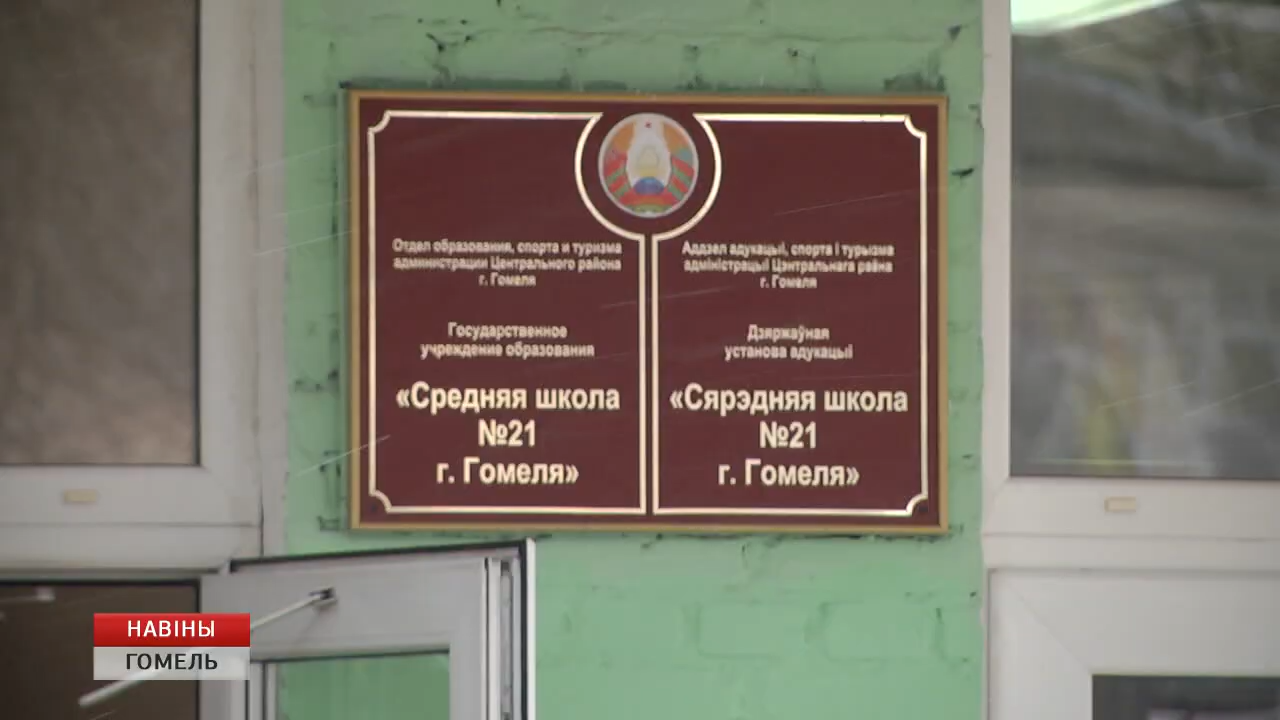 Отдел образования, спорта и туризма
администрации Центрального района
г. Гомеля
Государственное
учреждение образования
«Средняя школа
№21
г. Гомеля»
Аддзел адукацыі, спорта і турызма
адміністрацыі Цэнтральнага раёна
г. Гомеля
Дзяржаўная
установа адукацыі
«Сярэдняя школа
№21
г. Гомеля»
НАВІНЫ
ГОМЕЛЬ